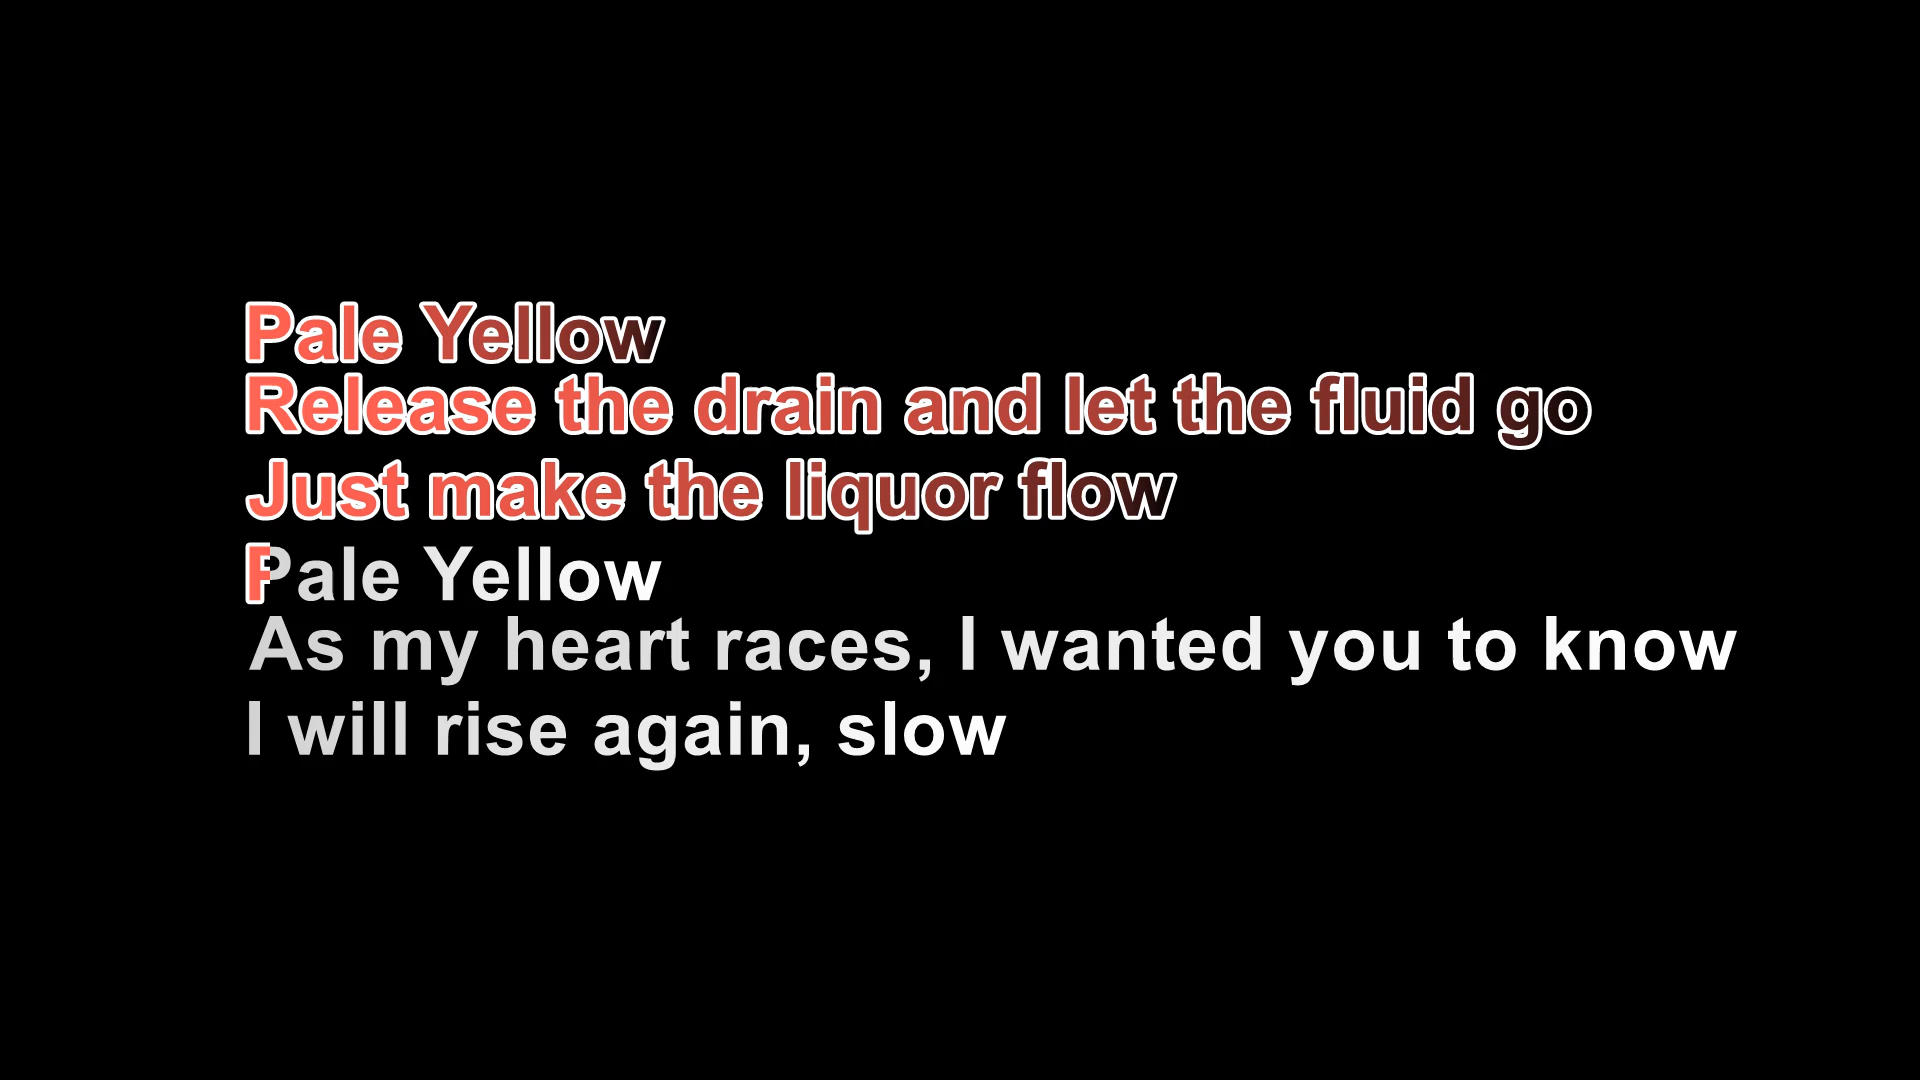 Pale Yellow
Release the drain and let the fluid go
Just make the liquor flow
Pale Yellow
As my heart races, I wanted you to know
I will rise again, slow